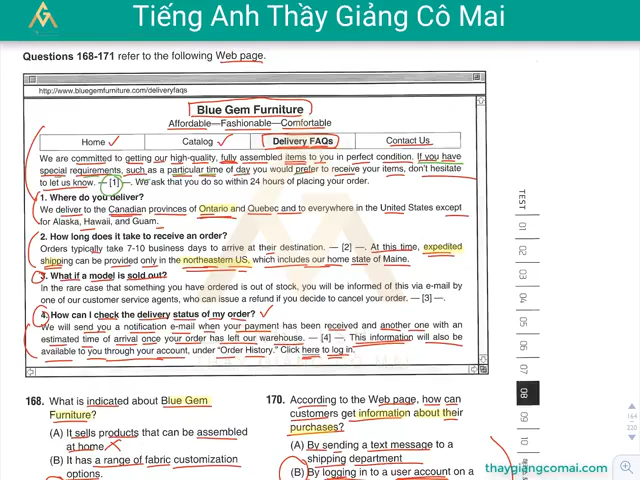 Tiếng Anh Thầy Giảng Cô Mai
Questions 168-171 refer to the following Web page.
http://www.bluegemfurniture.com/deliveryfaqs
Blue Gem Furniture
Affordable—Fashionable—Comfortable
Home Catalog Delivery FAQs Contact Us
We are committed to getting our high-quality, fully assembled items to you in perfect condition. If you have
special requirements, such as a particular time of day you would prefer to receive your items, don't hesitate
to let us know. — [1] —. We ask that you do so within 24 hours of placing your order.
1. Where do you deliver?
We deliver to the Canadian provinces of Ontario and Quebec and to everywhere in the United States except
for Alaska, Hawaii, and Guam.
2. How long does it take to receive an order?
Orders typically take 7-10 business days to arrive at their destination. — [2] —. At this time, expedited
shipping can be provided only in the northeastern US, which includes our home state of Maine.
3. What if a model is sold out?
In the rare case that something you have ordered is out of stock, you will be informed of this via e-mail by
one of our customer service agents, who can issue a refund if you decide to cancel your order. — [3] —.
4. How can I check the delivery status of my order?
We will send you a notification e-mail when your payment has been received and another one with an
estimated time of arrival once your order has left our warehouse. — [4] —. This information will also be
available to you through your account, under "Order History." Click here to log in.
168. What is indicated about Blue Gem
Furniture?
(A) It sells products that can be assembled
at home
(B) It has a range of fabric customization
options.
170. According to the Web page, how can
customers get information about their
purchases?
(A) By sending a text message to a
shipping department
(B) By logging in to a user account on a
TEST
01
02
03
04
05
06
07
08
09
10
164
220
thaygiangcomai.com